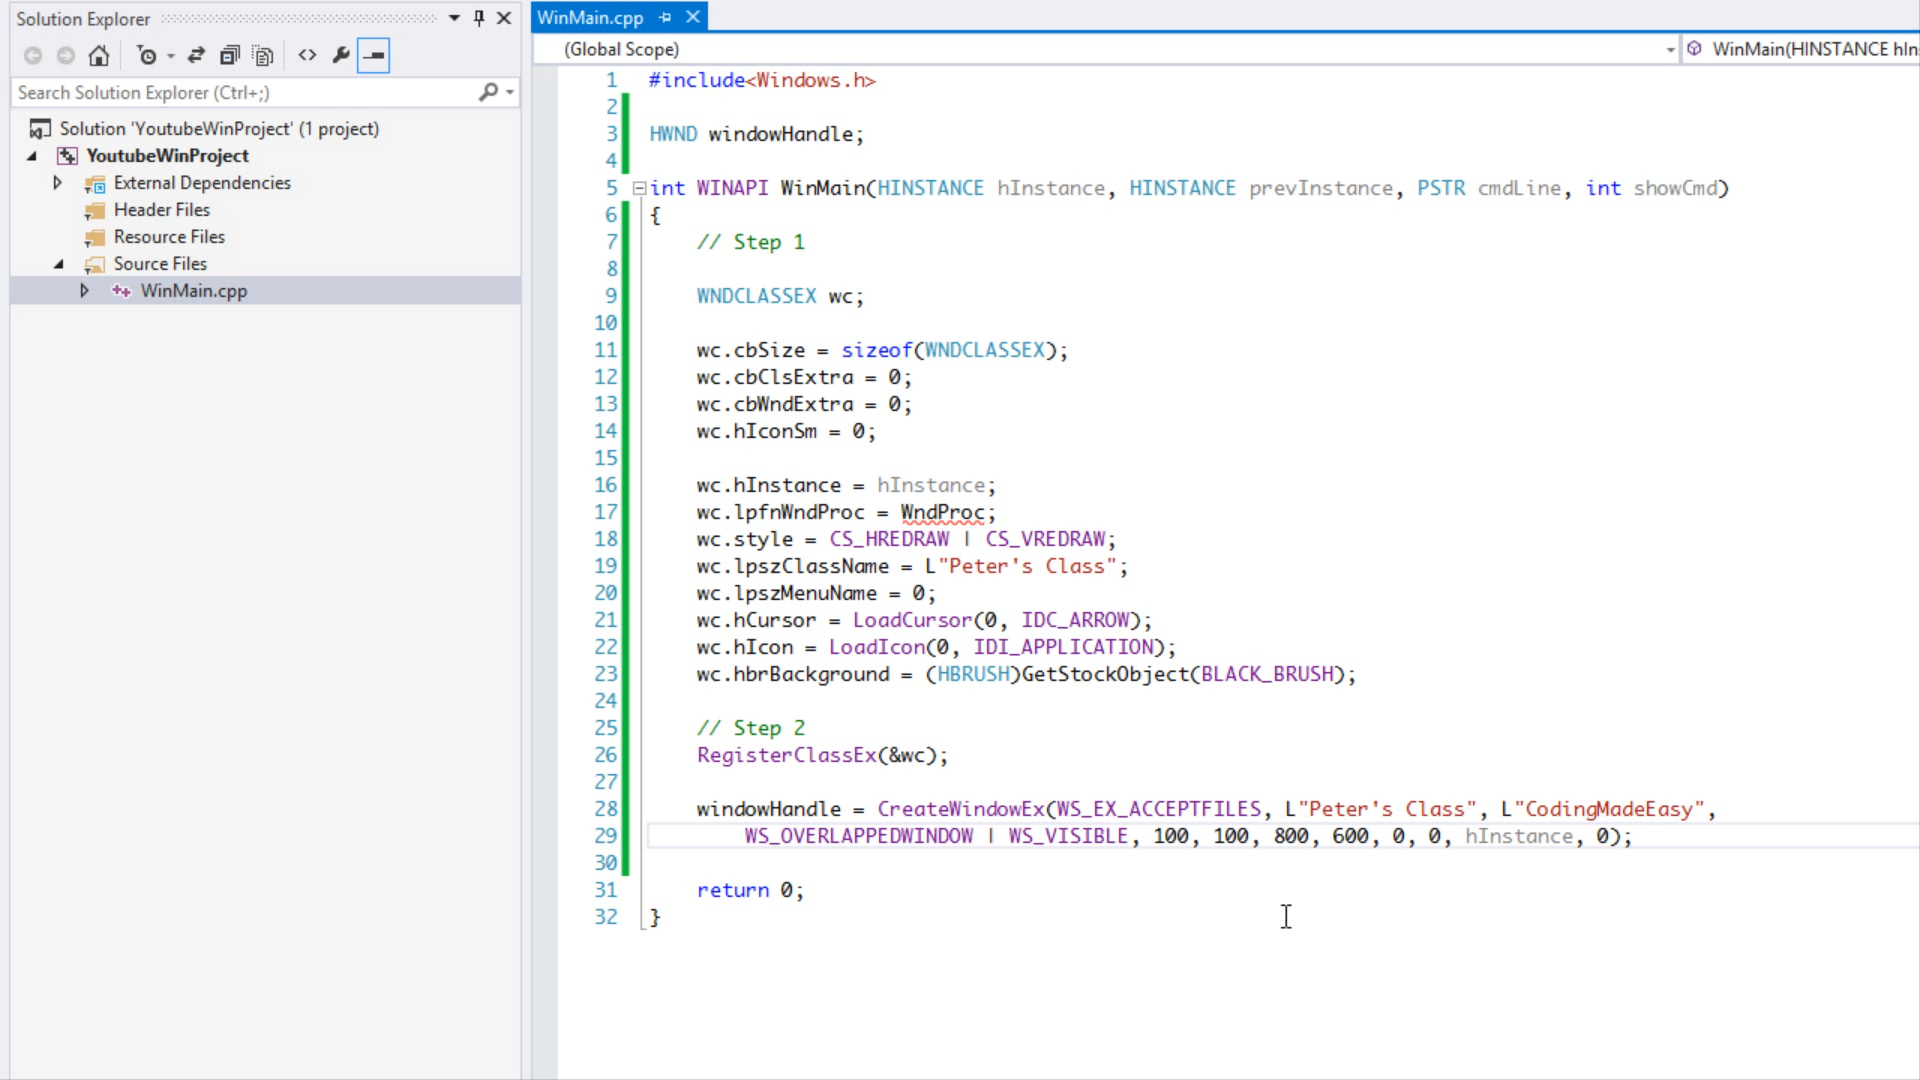 Solution Explorer
Search Solution Explorer (Ctrl+;)
Solution 'YoutubeWinProject' (1 project)
YoutubeWinProject
External Dependencies
Header Files
Resource Files
Source Files
WinMain.cpp
WinMain.cpp
(Global Scope)
WinMain(HINSTANCE hIns
1 #include<Windows.h>
2
3 HWND windowHandle;
4
5 int WINAPI WinMain(HINSTANCE hInstance, HINSTANCE prevInstance, PSTR cmdLine, int showCmd)
6 {
7 // Step 1
8
9 WNDCLASSEX wc;
10
11 wc.cbSize = sizeof(WNDCLASSEX);
12 wc.cbClsExtra = 0;
13 wc.cbWndExtra = 0;
14 wc.hIconSm = 0;
15
16 wc.hInstance = hInstance;
17 wc.lpfnWndProc = WndProc;
18 wc.style = CS_HREDRAW | CS_VREDRAW;
19 wc.lpszClassName = L"Peter's Class";
20 wc.lpszMenuName = 0;
21 wc.hCursor = LoadCursor(0, IDC_ARROW);
22 wc.hIcon = LoadIcon(0, IDI_APPLICATION);
23 wc.hbrBackground = (HBRUSH)GetStockObject(BLACK_BRUSH);
24
25 // Step 2
26 RegisterClassEx(&wc);
27
28 windowHandle = CreateWindowEx(WS_EX_ACCEPTFILES, L"Peter's Class", L"CodingMadeEasy",
29 WS_OVERLAPPEDWINDOW | WS_VISIBLE, 100, 100, 800, 600, 0, 0, hInstance, 0);
30
31 return 0;
32 }